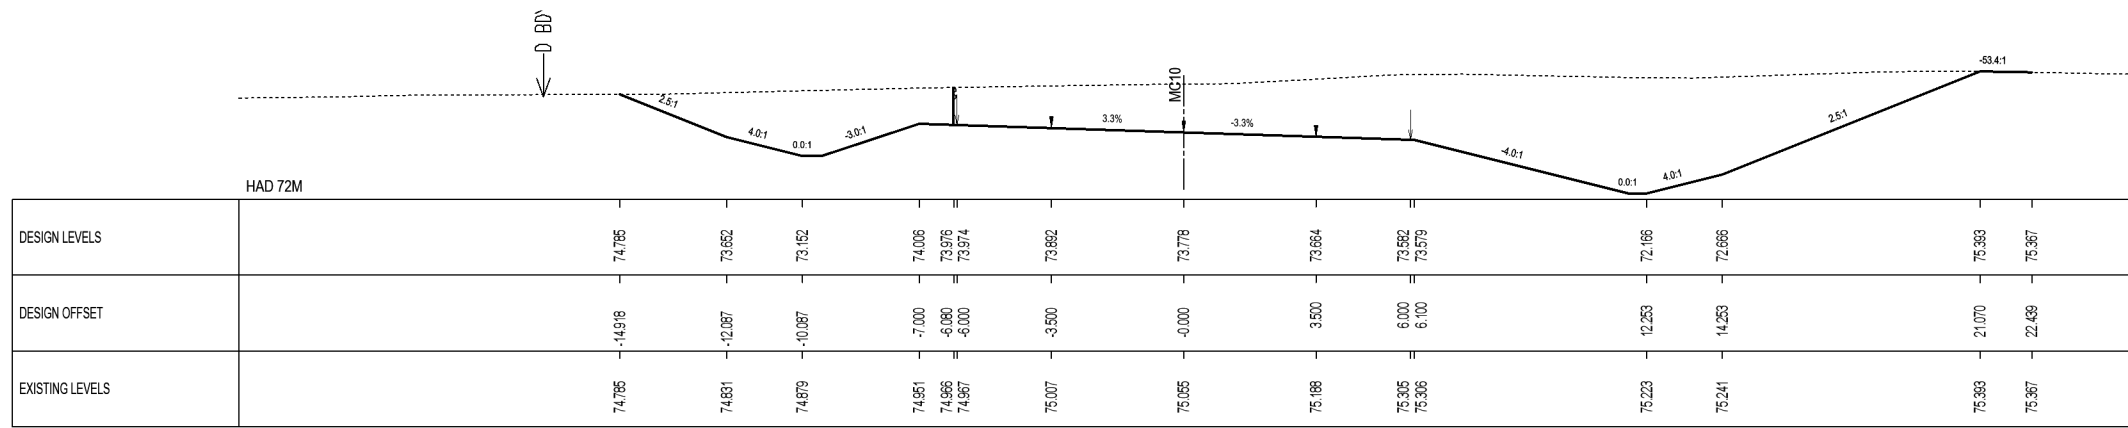 D BDY
MC10
-53.4:1
2.5:1
4.0:1
0.0:1
-3.0:1
3.3%
-3.3%
-4.0:1
0.0:1
4.0:1
2.5:1
HAD 72M
DESIGN LEVELS 74.785 73.652 73.152 74.006 73.976 73.974 73.892 73.778 73.664 73.582 73.579 72.166 72.666 75.393 75.367
DESIGN OFFSET -14.918 -12.087 -10.087 -7.000 -6.080 -6.000 -3.500 -0.000 3.500 6.000 6.100 12.253 14.253 21.070 22.439
EXISTING LEVELS 74.785 74.831 74.879 74.951 74.966 74.967 75.007 75.055 75.188 75.305 75.306 75.223 75.241 75.393 75.367